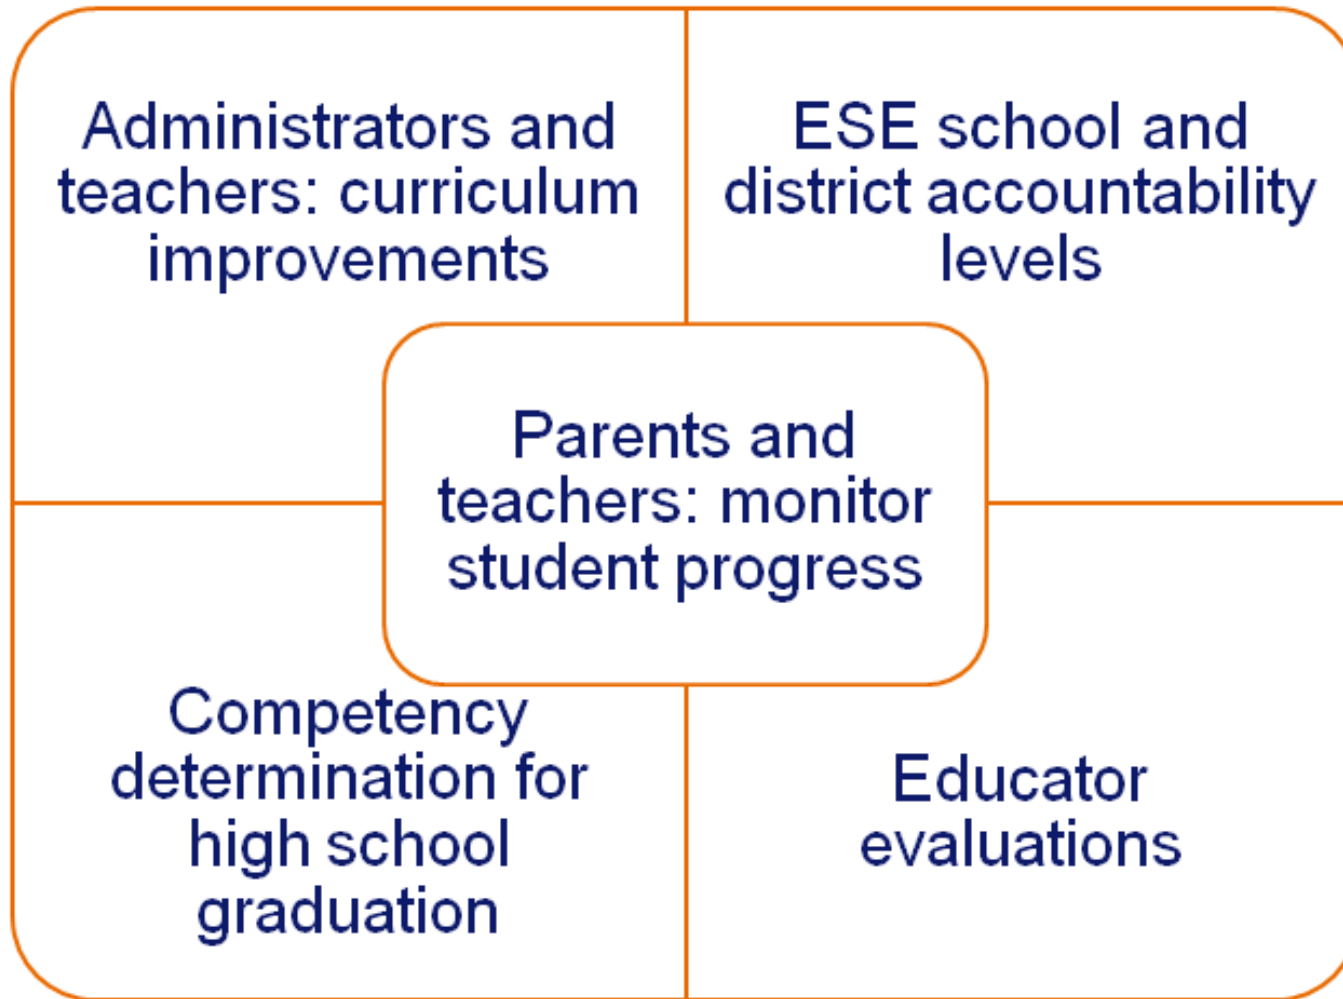 Administrators and
teachers: curriculum
improvements
ESE school and
district accountability
levels
Parents and
teachers: monitor
student progress
Competency
determination for
high school
graduation
Educator
evaluations